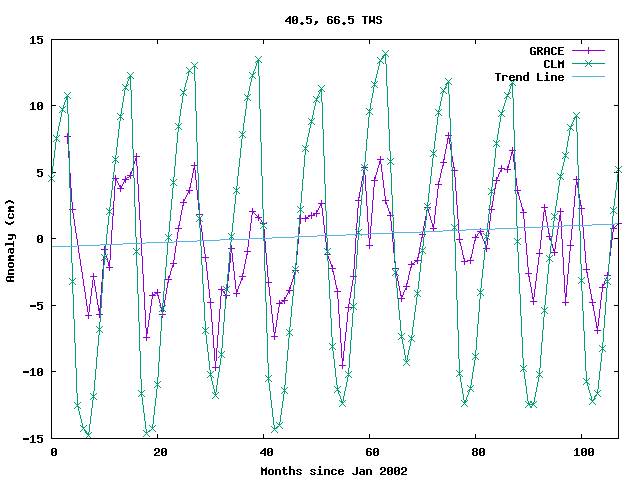 40.5, 66.5 TWS
GRACE
CLM
Trend Line
Anomaly (cm)
15
10
5
0
-5
-10
-15
0 20 40 60 80 100
Months since Jan 2002